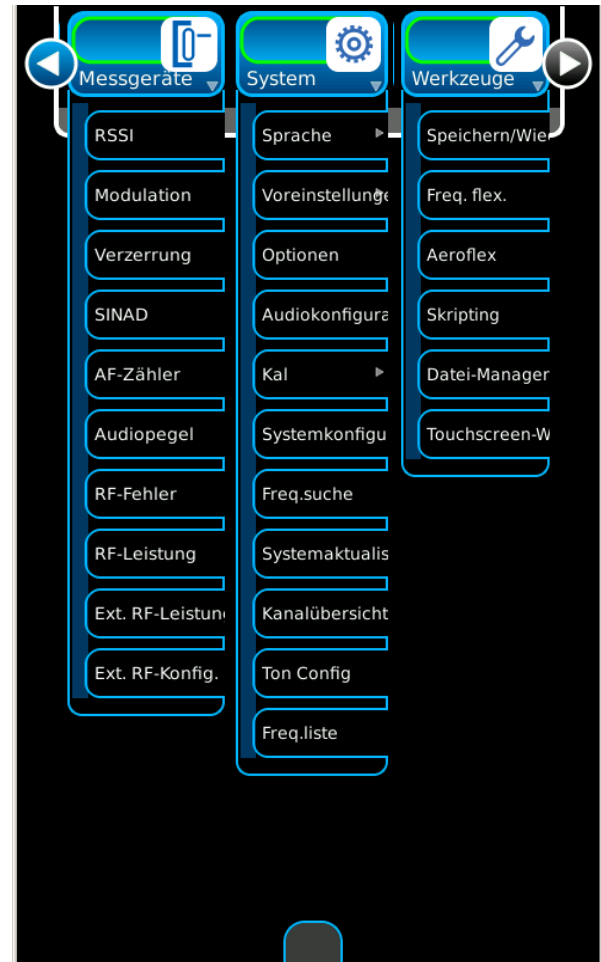 Messgeräte
RSSI
Modulation
Verzerrung
SINAD
AF-Zähler
Audiopegel
RF-Fehler
RF-Leistung
Ext. RF-Leistun
Ext. RF-Konfig.
System
Sprache
Voreinstellunge
Optionen
Audiokonfigura
Kal
Systemkonfigu
Freq.suche
Systemaktualis
Kanalübersicht
Ton Config
Freq.liste
Werkzeuge
Speichern/Wie
Freq. flex.
Aeroflex
Skripting
Datei-Manager
Touchscreen-W